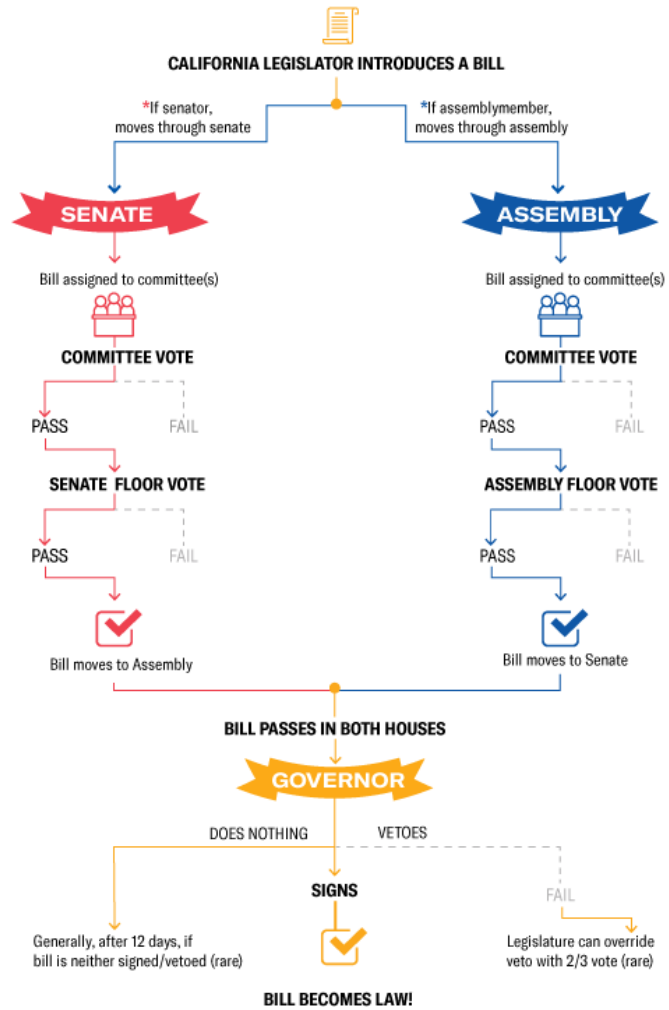 CALIFORNIA LEGISLATOR INTRODUCES A BILL
*If senator,
moves through senate
*If assemblymember,
moves through assembly
SENATE
ASSEMBLY
Bill assigned to committee(s)
Bill assigned to committee(s)
COMMITTEE VOTE
COMMITTEE VOTE
PASS
FAIL
PASS
FAIL
SENATE FLOOR VOTE
ASSEMBLY FLOOR VOTE
PASS
FAIL
PASS
FAIL
Bill moves to Assembly
Bill moves to Senate
BILL PASSES IN BOTH HOUSES
GOVERNOR
DOES NOTHING
VETOES
SIGNS
FAIL
Generally, after 12 days, if
bill is neither signed/vetoed (rare)
Legislature can override
veto with 2/3 vote (rare)
BILL BECOMES LAW!